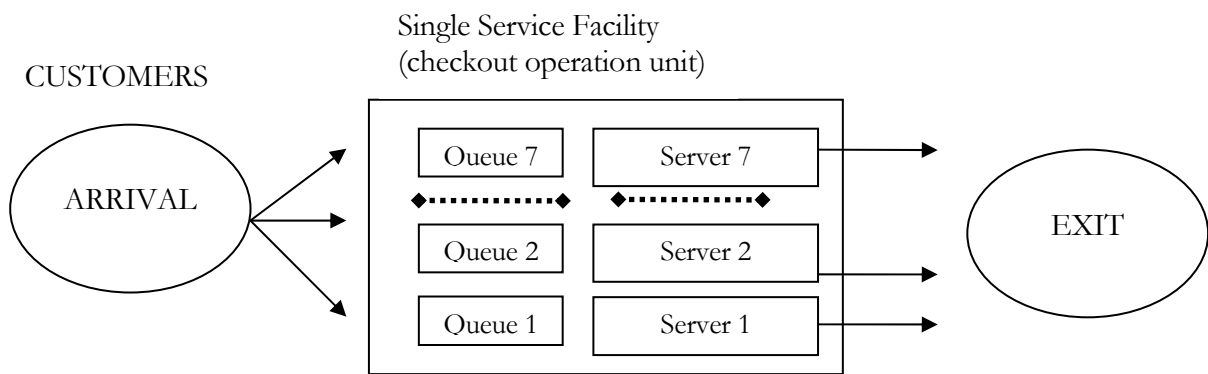 Single Service Facility
(checkout operation unit)
CUSTOMERS
ARRIVAL
Oueue 7
Server 7
Queue 2
Server 2
Queue 1
Server 1
EXIT